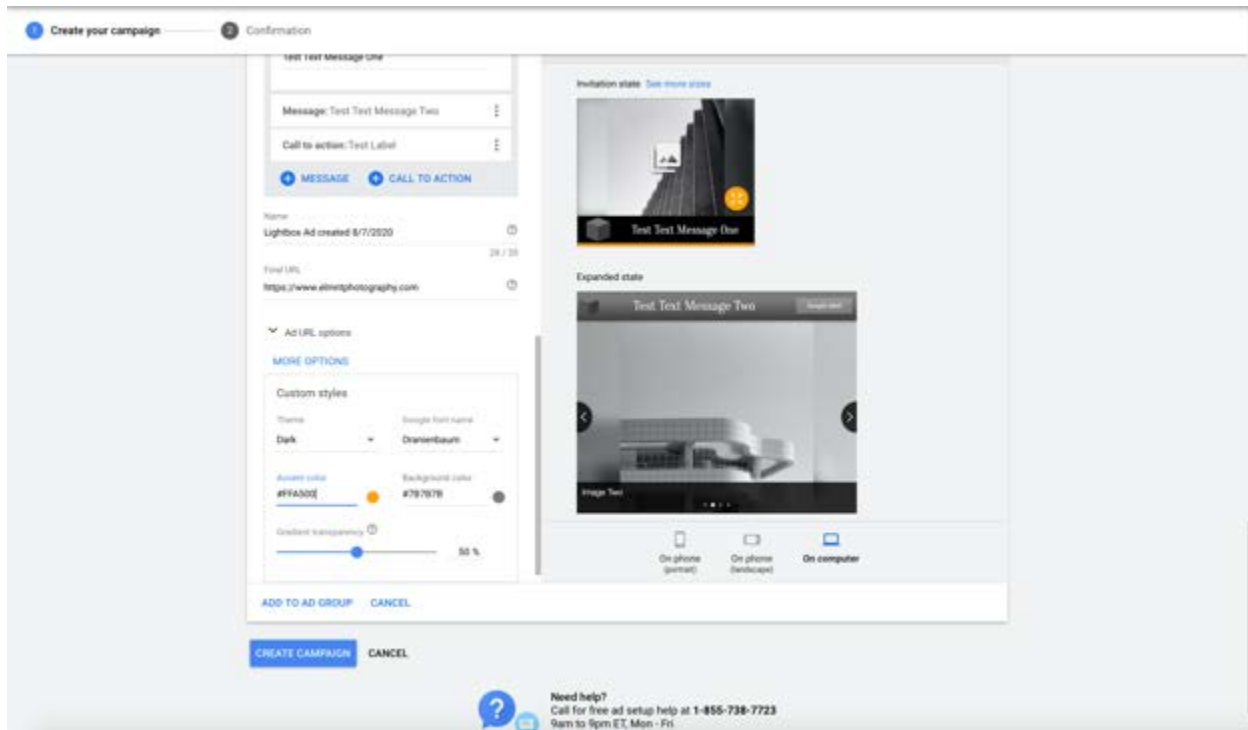 1 Create your campaign
2 Confirmation
Test Text Message One
Message: Test Text Message Two
Call to action: Test Label
MESSAGE CALL TO ACTION
Name
Lightbox Ad created 8/7/2020
Final URL
https://www.elmntphotography.com
Ad URL options
MORE OPTIONS
Custom styles
Theme Google font name
Dark Oranienbaum
Accent color Background color
#FFA500 #7B7B7B
Gradient transparency
50 %
ADD TO AD GROUP CANCEL
CREATE CAMPAIGN CANCEL
Invitation state See more sizes
Test Text Message One
Expanded state
Test Text Message Two
Image Two
On phone (portrait)
On phone (landscape)
On computer
Need help?
Call for free ad setup help at 1-855-738-7723
9am to 9pm ET, Mon - Fri